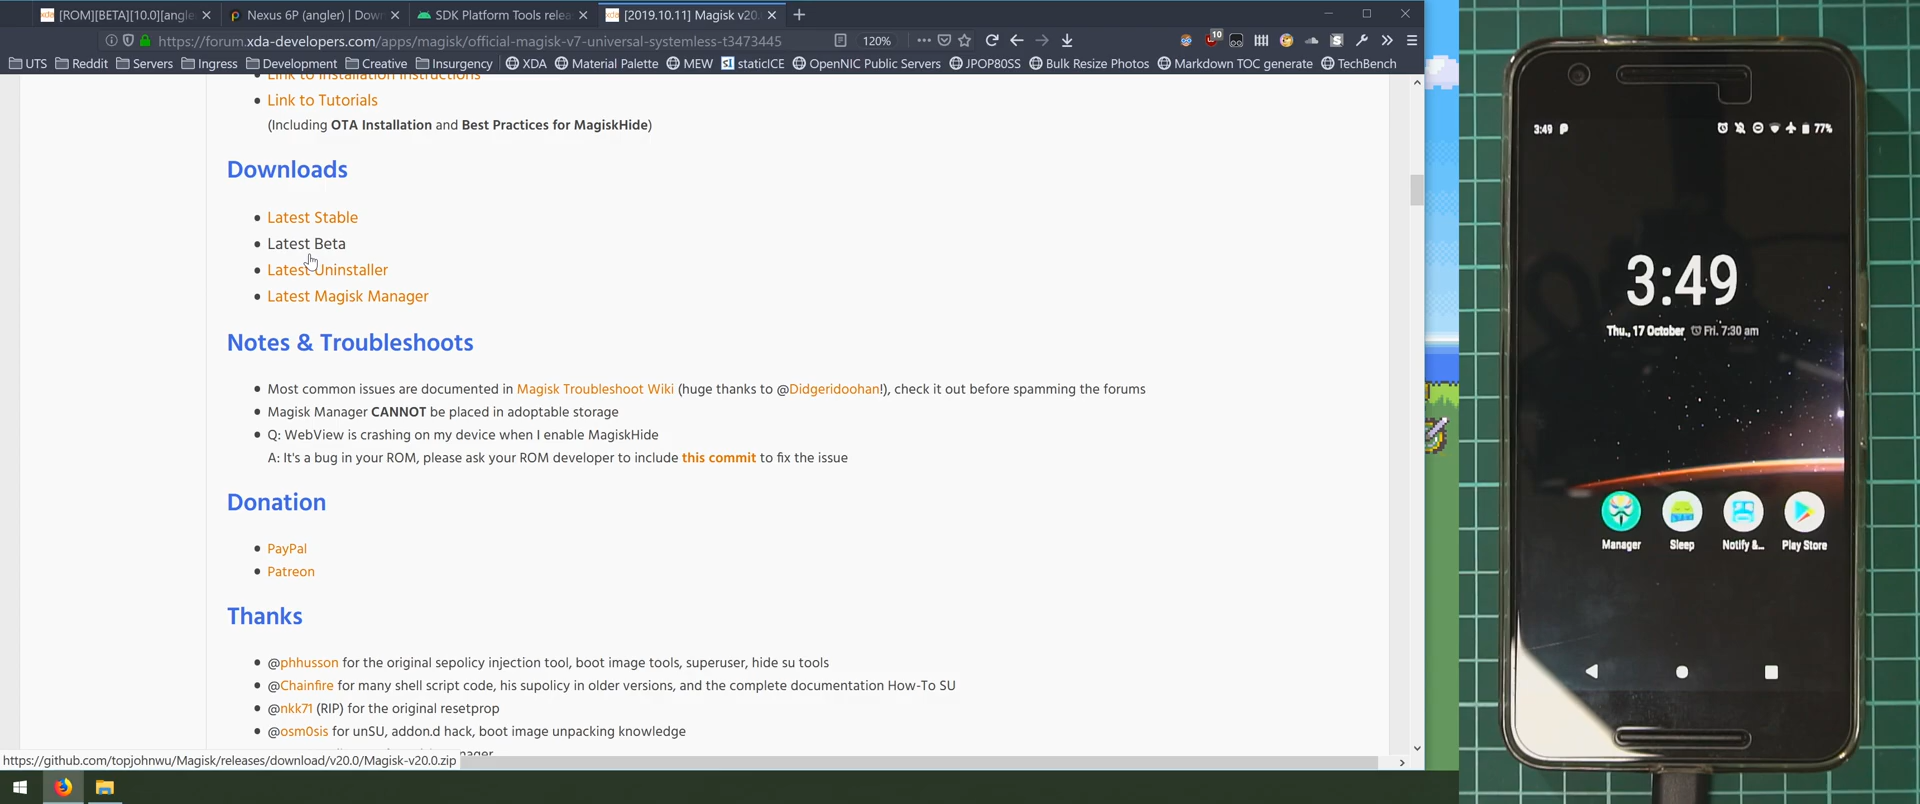 [ROM][BETA][10.0][angle
Nexus 6P (angler) | Dow
SDK Platform Tools relea
[2019.10.11] Magisk v20.
https://forum.xda-developers.com/apps/magisk/official-magisk-v7-universal-systemless-t3473445
120%
10
UTS
Reddit
Servers
Ingress
Development
Creative
Insurgency
XDA
Material Palette
MEW
staticICE
OpenNIC Public Servers
JPOP80SS
Bulk Resize Photos
Markdown TOC generate
TechBench
Link to Installation Instructions
Link to Tutorials
(Including OTA Installation and Best Practices for MagiskHide)
Downloads
Latest Stable
Latest Beta
Latest Uninstaller
Latest Magisk Manager
Notes & Troubleshoots
Most common issues are documented in Magisk Troubleshoot Wiki (huge thanks to @Didgeridoohan!), check it out before spamming the forums
Magisk Manager CANNOT be placed in adoptable storage
Q: WebView is crashing on my device when I enable MagiskHide
A: It's a bug in your ROM, please ask your ROM developer to include this commit to fix the issue
Donation
PayPal
Patreon
Thanks
@phhusson for the original sepolicy injection tool, boot image tools, superuser, hide su tools
@Chainfire for many shell script code, his supolicy in older versions, and the complete documentation How-To SU
@nkk71 (RIP) for the original resetprop
@osm0sis for unSU, addon.d hack, boot image unpacking knowledge
https://github.com/topjohnwu/Magisk/releases/download/v20.0/Magisk-v20.0.zip
3:49
77%
3:49
Thu, 17 October Fri. 7:30 am
Manager
Sleep
Notify &...
Play Store